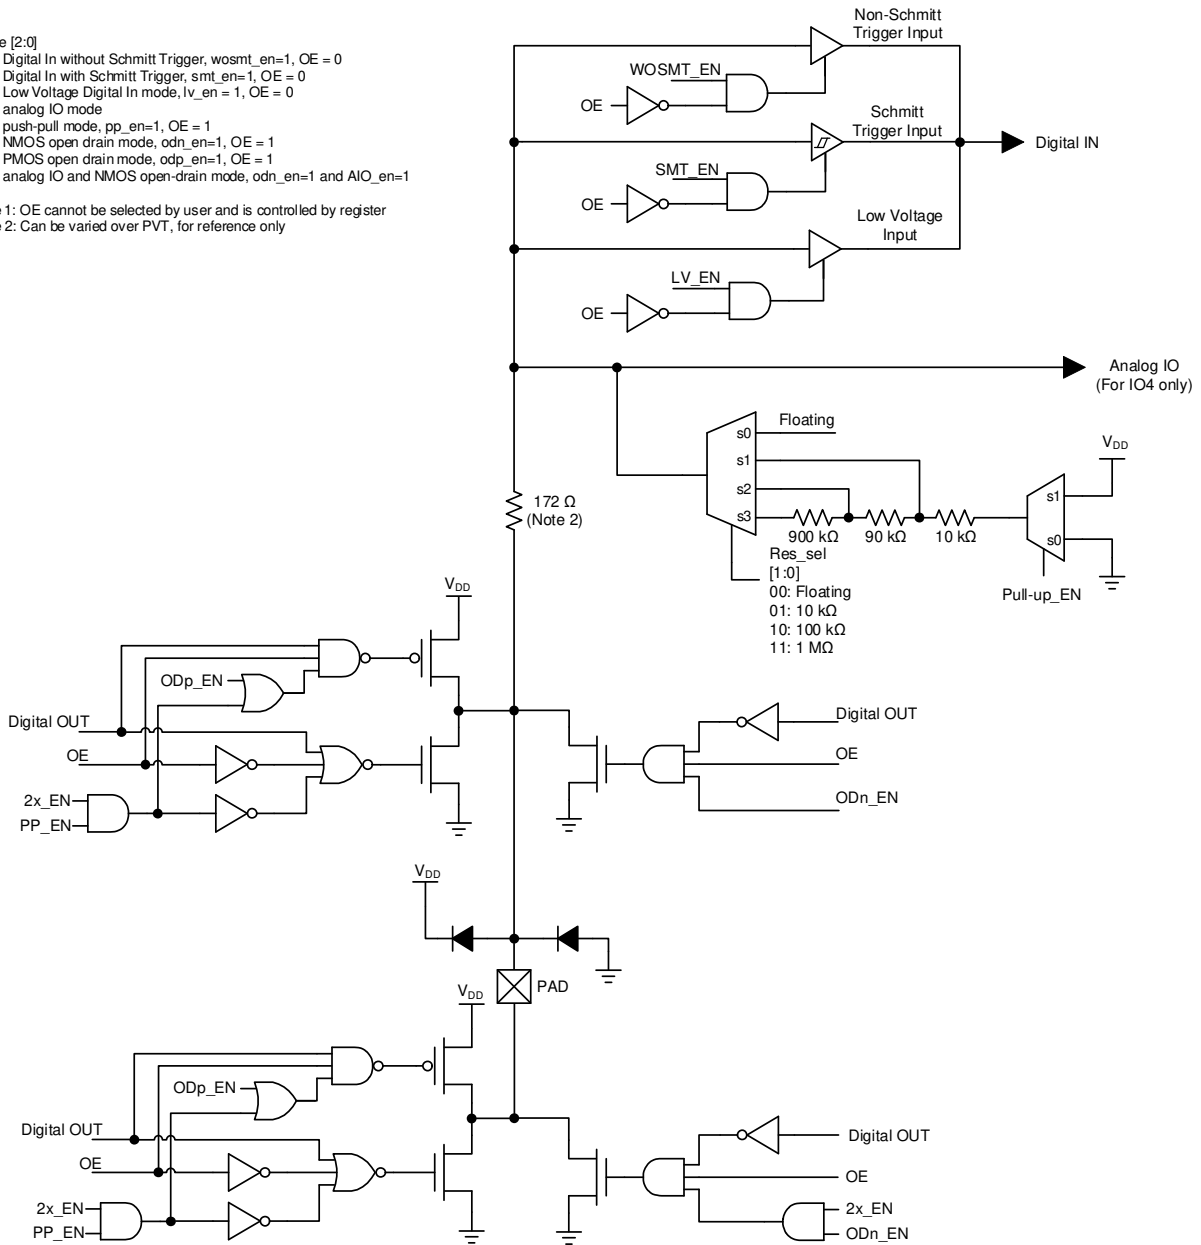 e [2:0]
Digital In without Schmitt Trigger, wosmt_en=1, OE = 0
Digital In with Schmitt Trigger, smt_en=1, OE = 0
Low Voltage Digital In mode, lv_en = 1, OE = 0
analog IO mode
push-pull mode, pp_en=1, OE = 1
NMOS open drain mode, odn_en=1, OE = 1
PMOS open drain mode, odp_en=1, OE = 1
analog IO and NMOS open-drain mode, odn_en=1 and AIO_en=1
e 1: OE cannot be selected by user and is controlled by register
e 2: Can be varied over PVT, for reference only
Non-Schmitt
Trigger Input
WOSMT_EN
OE
Schmitt
Trigger Input
Digital IN
SMT_EN
OE
Low Voltage
Input
LV_EN
OE
Analog IO
(For IO4 only)
Floating
s0
s1
s2
s3
900 kΩ
90 kΩ
10 kΩ
VDD
s1
s0
Pull-up_EN
Res_sel
[1:0]
00: Floating
01: 10 kΩ
10: 100 kΩ
11: 1 MΩ
172 Ω
(Note 2)
VDD
ODp_EN
Digital OUT
OE
2x_EN
PP_EN
Digital OUT
OE
ODn_EN
VDD
PAD
VDD
ODp_EN
Digital OUT
OE
2x_EN
PP_EN
Digital OUT
OE
2x_EN
ODn_EN